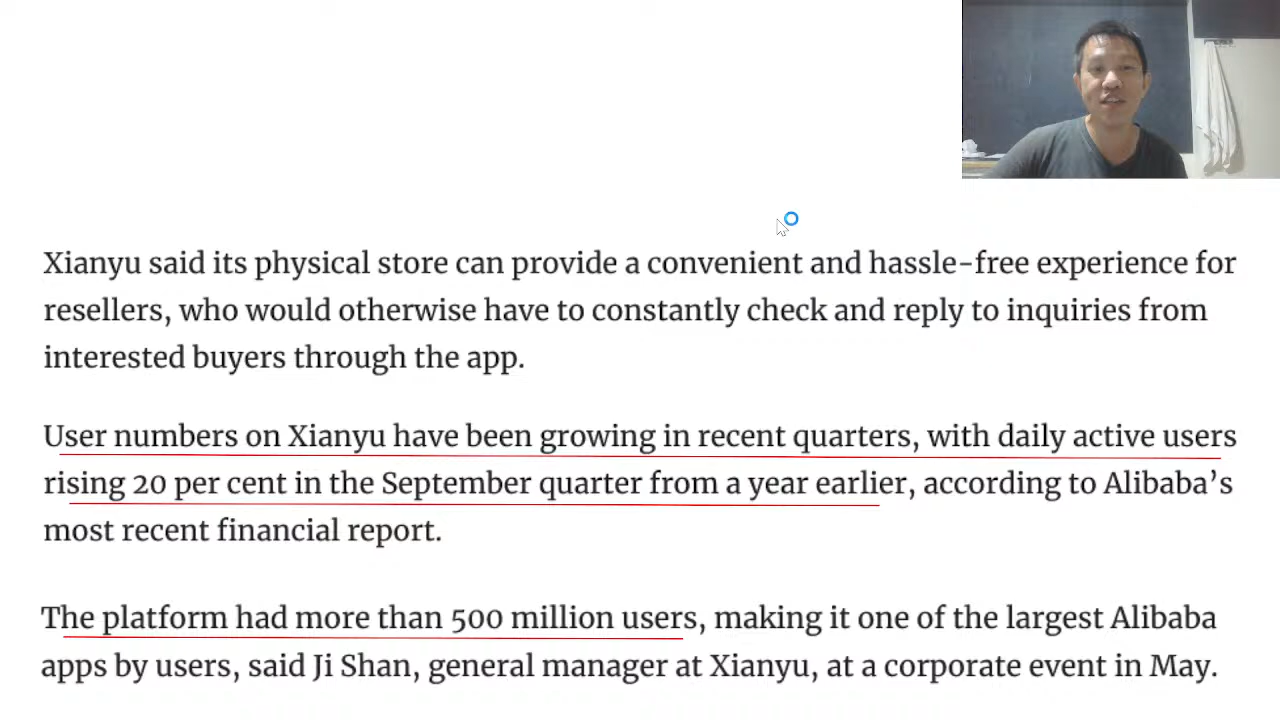 Xianyu said its physical store can provide a convenient and hassle-free experience for
resellers, who would otherwise have to constantly check and reply to inquiries from
interested buyers through the app.
User numbers on Xianyu have been growing in recent quarters, with daily active users
rising 20 per cent in the September quarter from a year earlier, according to Alibaba’s
most recent financial report.
The platform had more than 500 million users, making it one of the largest Alibaba
apps by users, said Ji Shan, general manager at Xianyu, at a corporate event in May.